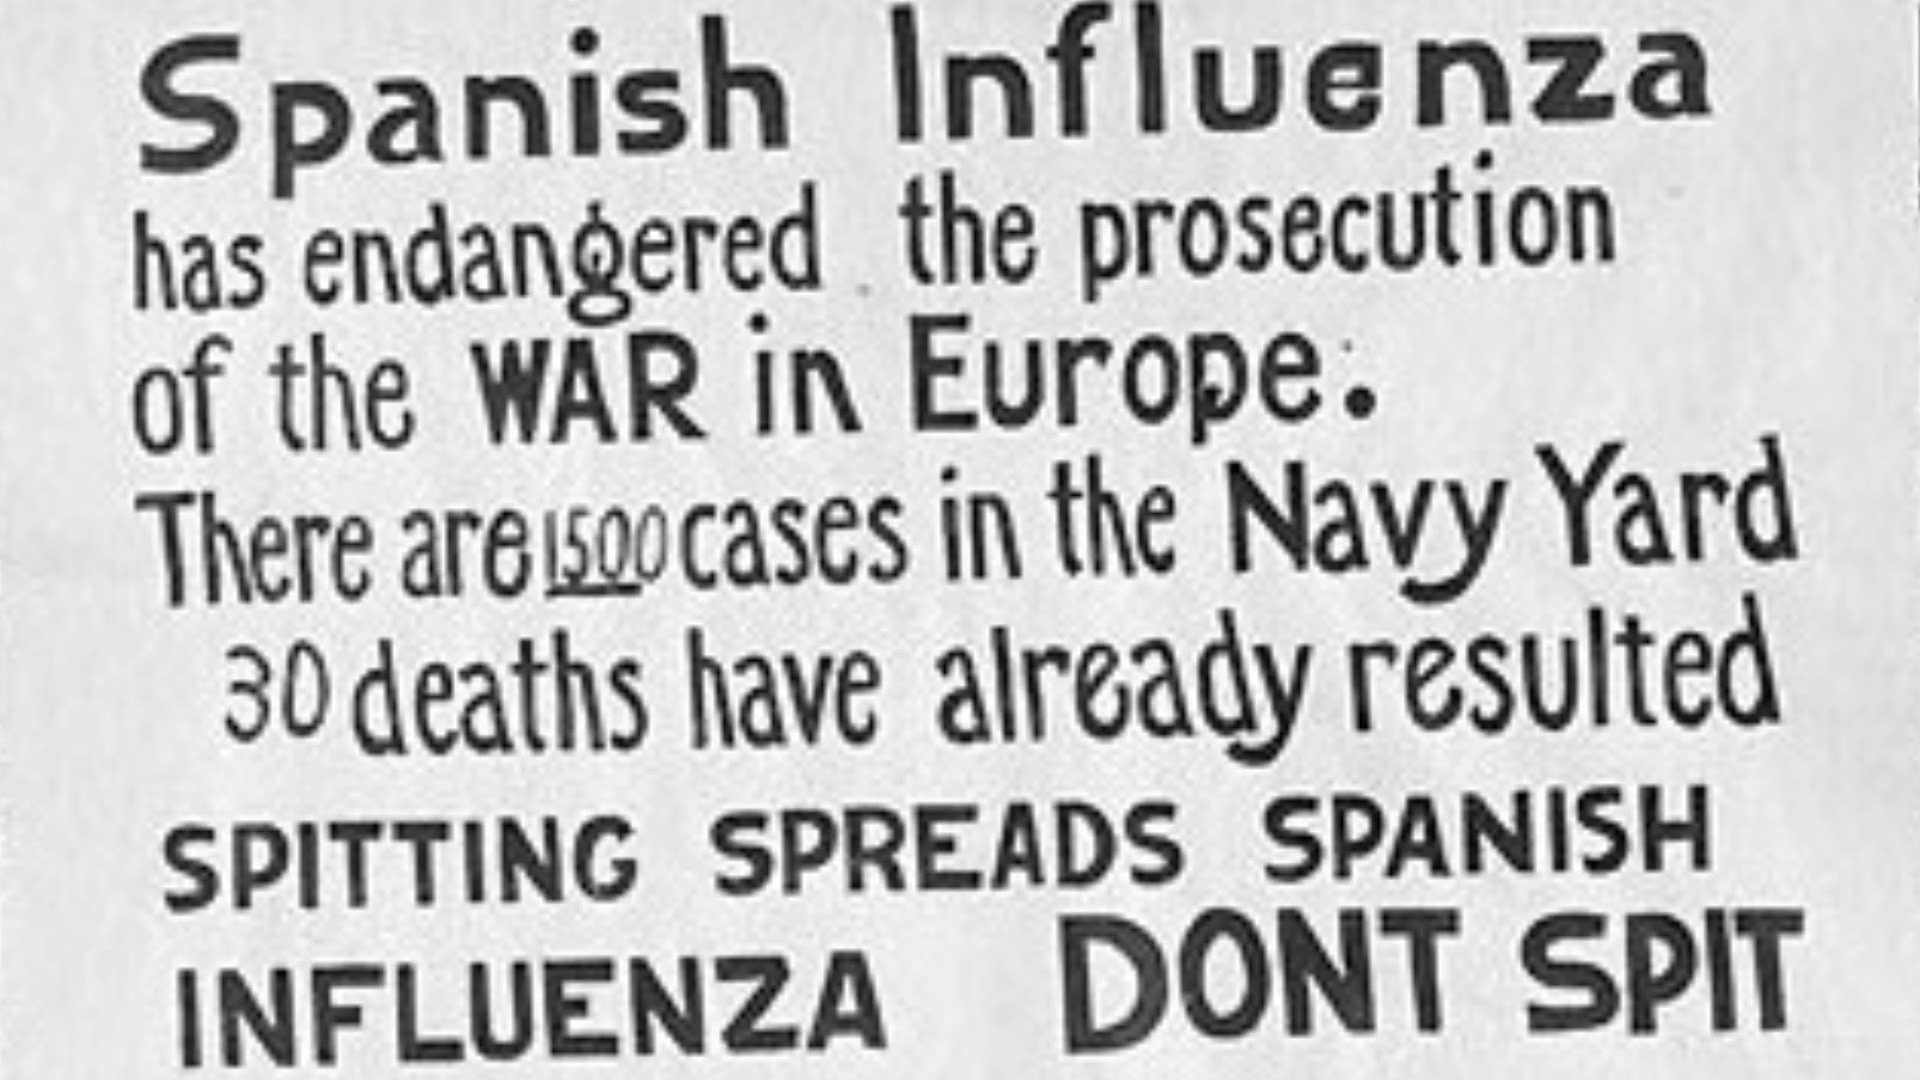 Spanish Influenza
has endangered the prosecution
of the WAR in Europe.
There are 1500 cases in the Navy Yard
30 deaths have already resulted
SPITTING SPREADS SPANISH
INFLUENZA DONT SPIT